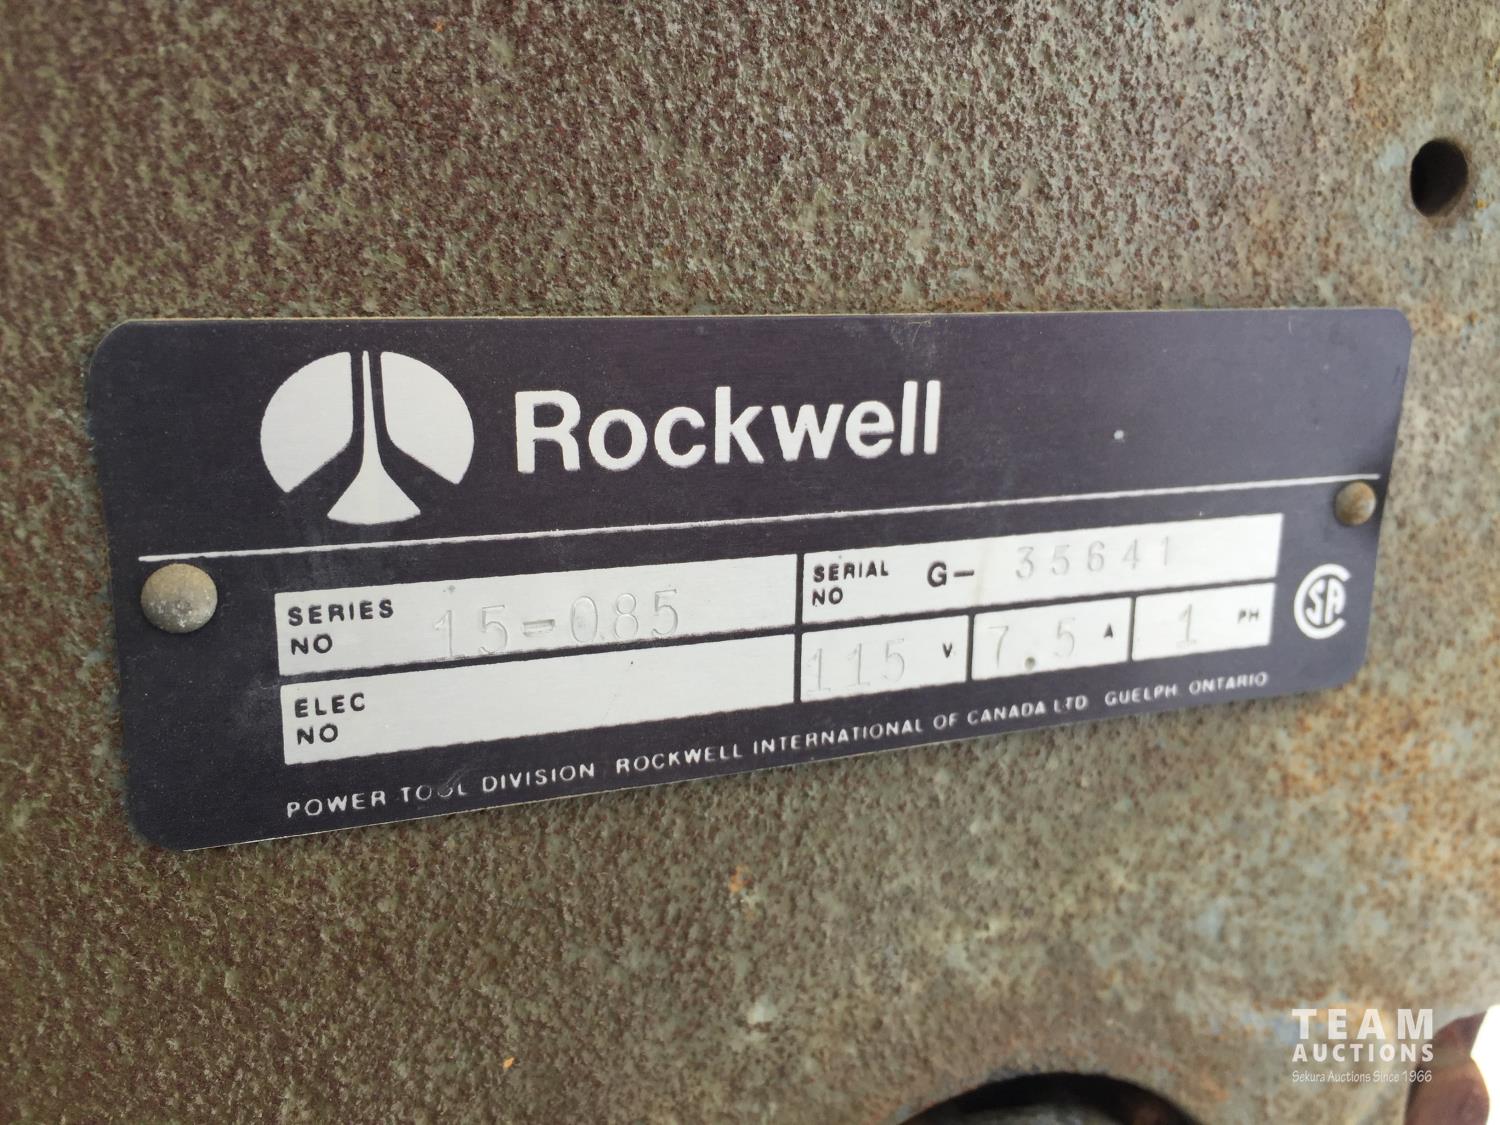 Rockwell
SERIES NO 15-085
SERIAL NO G- 35641
ELEC NO
115 V 7.5 A 1 PH
CSA
POWER TOOL DIVISION ROCKWELL INTERNATIONAL OF CANADA LTD GUELPH ONTARIO
TEAM
AUCTIONS
Sekura Auctions Since 1966